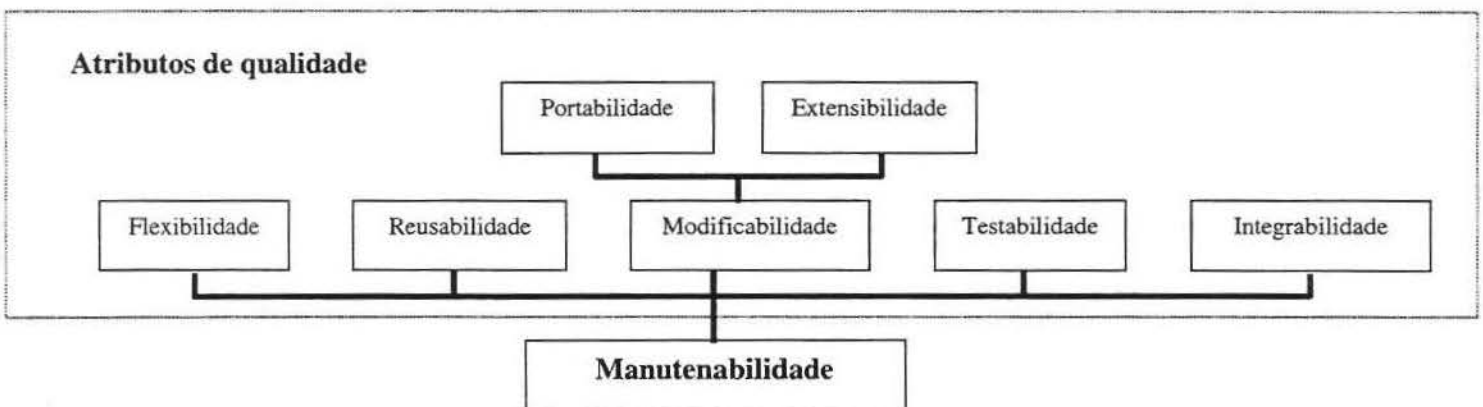 Atributos de qualidade
Portabilidade Extensibilidade
Flexibilidade Reusabilidade Modificabilidade Testabilidade Integrabilidade
Manutenabilidade